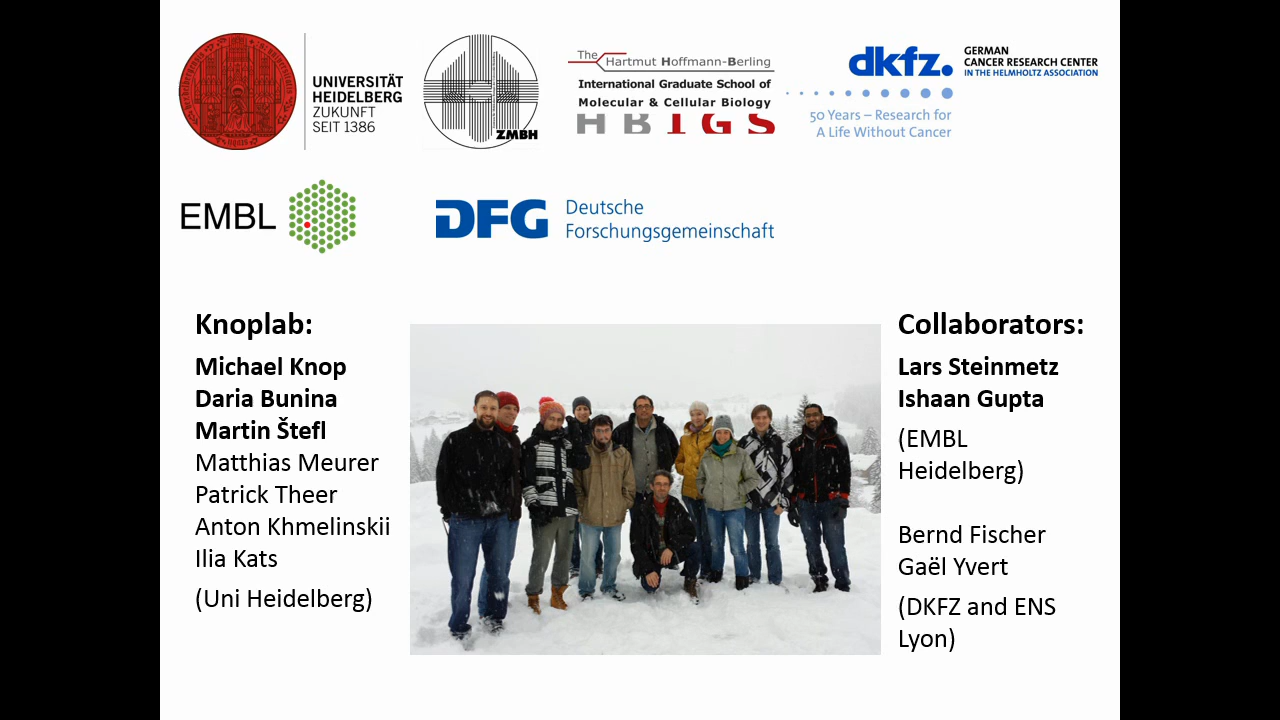 UNIVERSITÄT
HEIDELBERG
ZUKUNFT
SEIT 1386
ZMBH
The Hartmut Hoffmann-Berling
International Graduate School of
Molecular & Cellular Biology
HBIGS
dkfz.
GERMAN
CANCER RESEARCH CENTER
IN THE HELMHOLTZ ASSOCIATION
50 Years – Research for
A Life Without Cancer
EMBL
DFG
Deutsche
Forschungsgemeinschaft
Knoplab:
Michael Knop
Daria Bunina
Martin Štefl
Matthias Meurer
Patrick Theer
Anton Khmelinskii
Ilia Kats
(Uni Heidelberg)
Collaborators:
Lars Steinmetz
Ishaan Gupta
(EMBL
Heidelberg)
Bernd Fischer
Gaël Yvert
(DKFZ and ENS
Lyon)